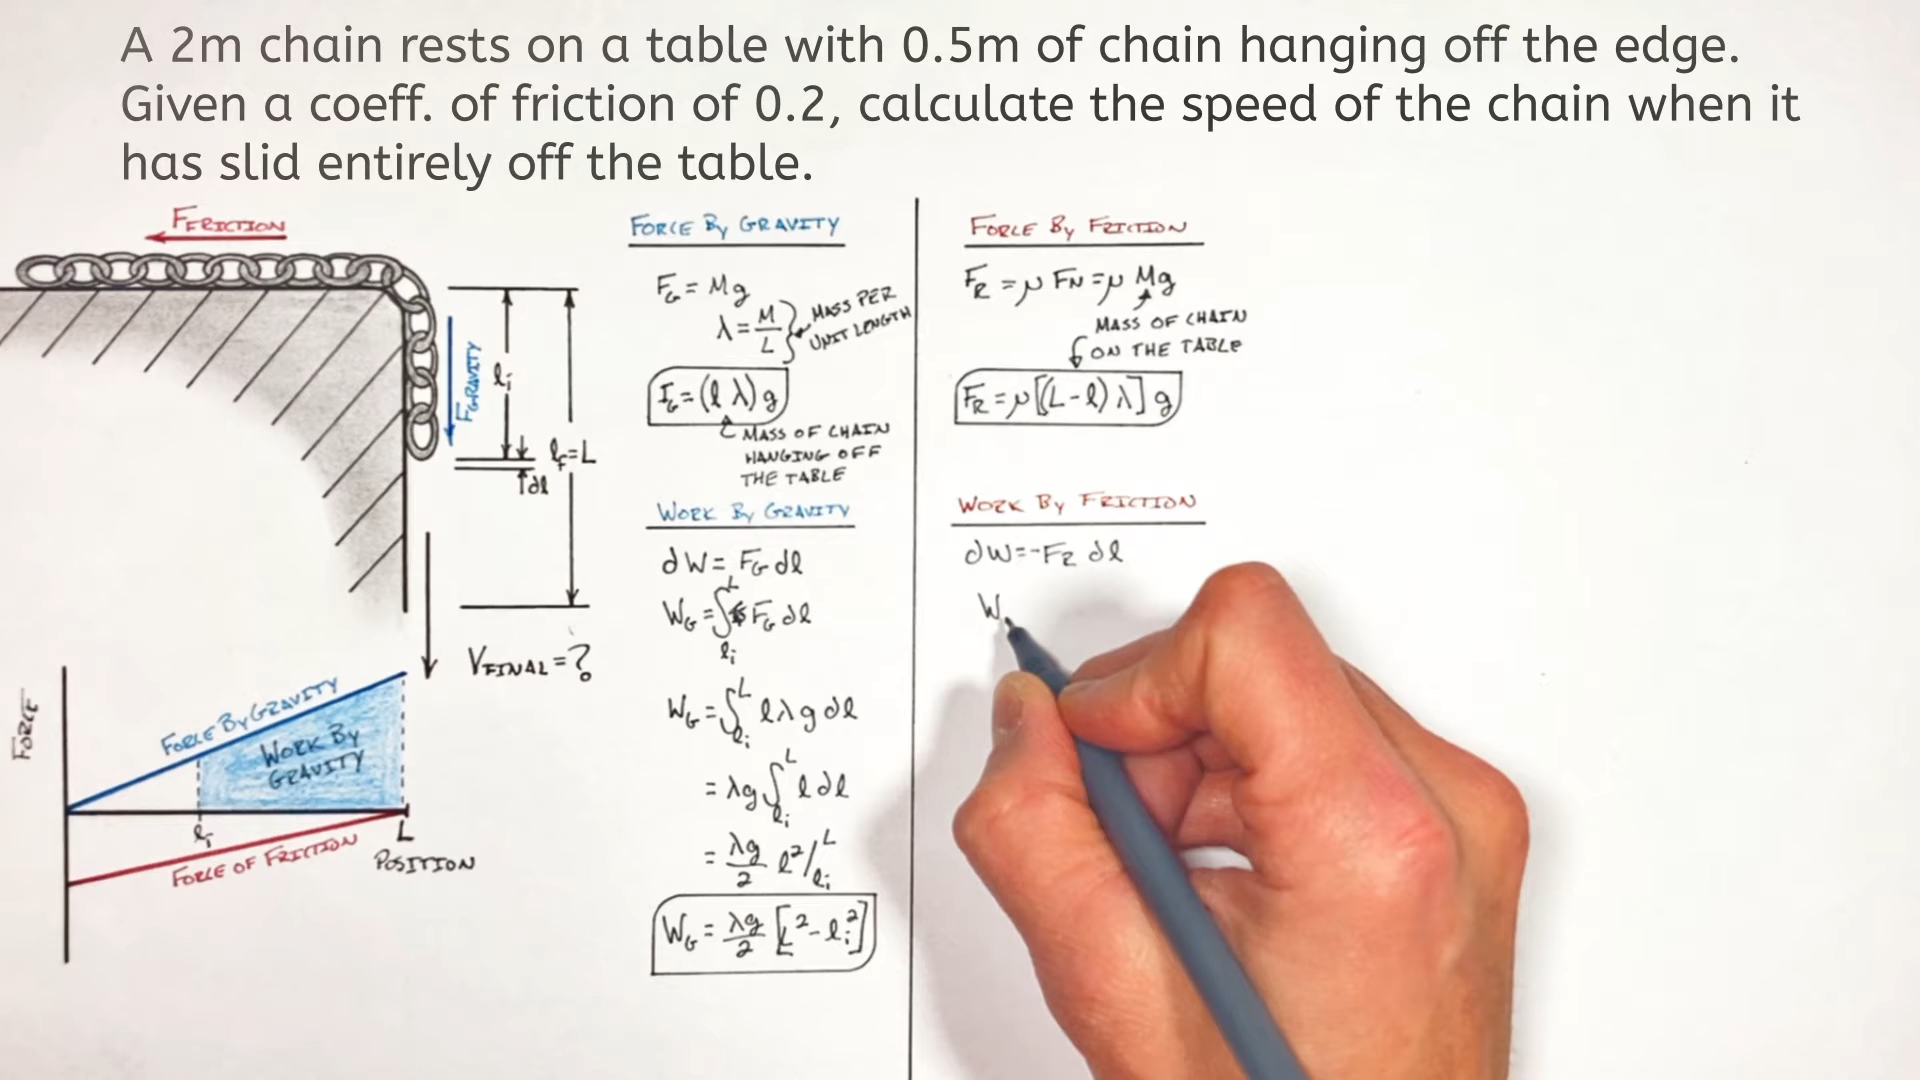 A 2m chain rests on a table with 0.5m of chain hanging off the edge.
Given a coeff. of friction of 0.2, calculate the speed of the chain when it
has slid entirely off the table.
FFRICTION
FGRAVITY
li
lf=L
dl
VFINAL=?
FORCE
FORCE BY GRAVITY
WORK BY
GRAVITY
li
L
POSITION
FORCE OF FRICTION
FORCE BY GRAVITY
FG = Mg
λ = M/L } MASS PER
UNIT LENGTH
FG = (l λ) g
MASS OF CHAIN
HANGING OFF
THE TABLE
WORK BY GRAVITY
dW = FG dl
WG = ∫ li L FG dl
WG = ∫ li L lλg dl
= λg ∫ li L l dl
= λg/2 l²/ li L
WG = λg/2 [L² - li²]
FORCE BY FRICTION
FR = μ FN = μ Mg
MASS OF CHAIN
ON THE TABLE
FR = μ[(L-l) λ] g
WORK BY FRICTION
dW = -FR dl
W